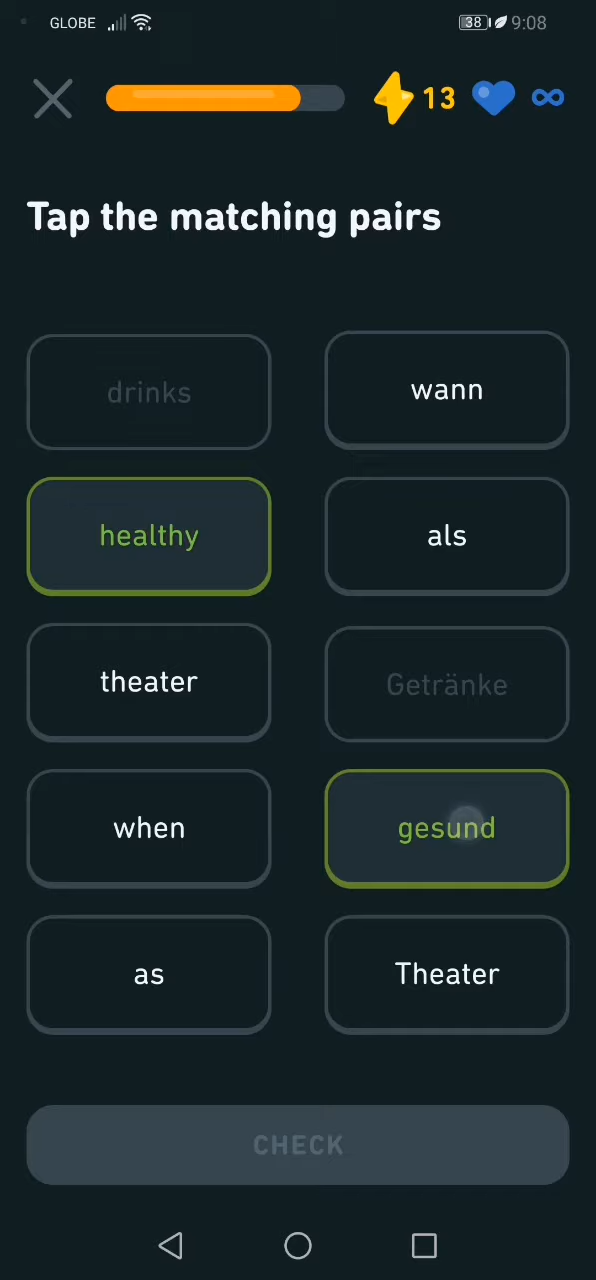 GLOBE 38 9:08
13
Tap the matching pairs
drinks wann
healthy als
theater Getränke
when gesund
as Theater
CHECK